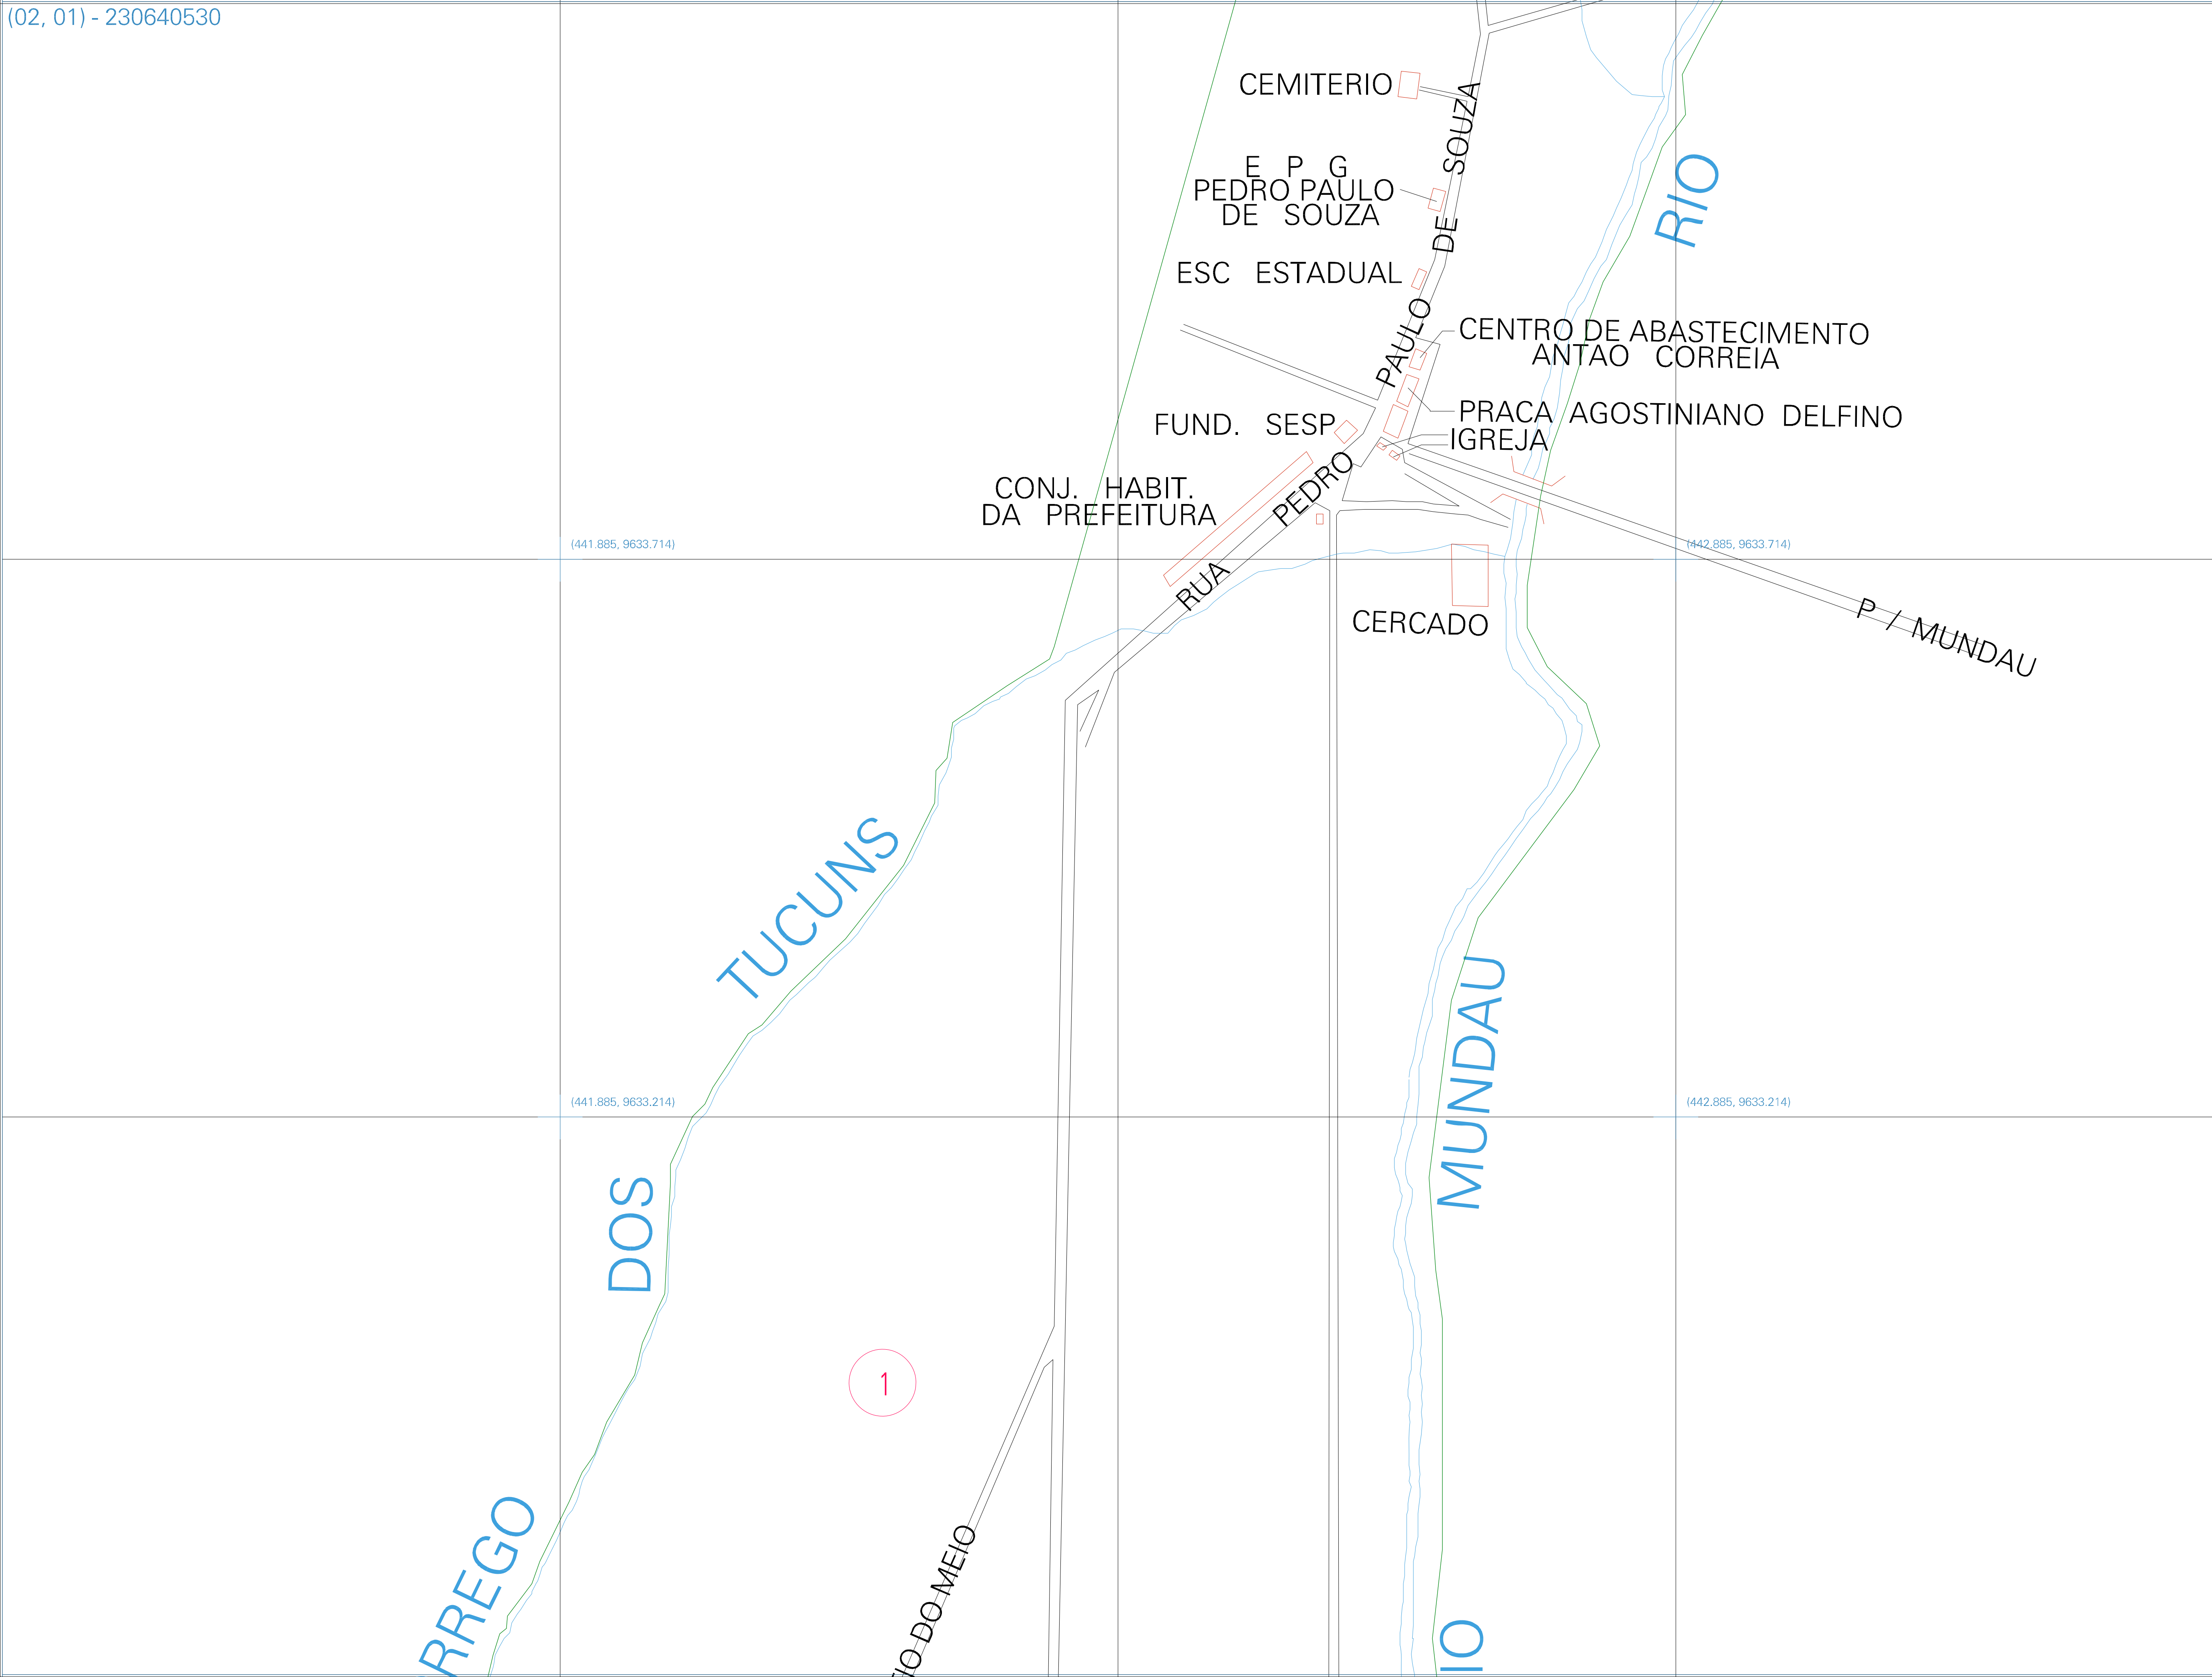 (02, 01) - 230640530
CEMITERIO
E P G
PEDRO PAULO
DE SOUZA
ESC ESTADUAL
CENTRO DE ABASTECIMENTO
ANTAO CORREIA
PRACA AGOSTINIANO DELFINO
IGREJA
FUND. SESP
CONJ. HABIT.
DA PREFEITURA
RUA PEDRO PAULO DE SOUZA
RIO
(441.885, 9633.714)
(442.885, 9633.714)
CERCADO
P / MUNDAU
TUCUNS
MUNDAU
(441.885, 9633.214)
(442.885, 9633.214)
DOS
1
RREGO
IO DO MEIO
IO